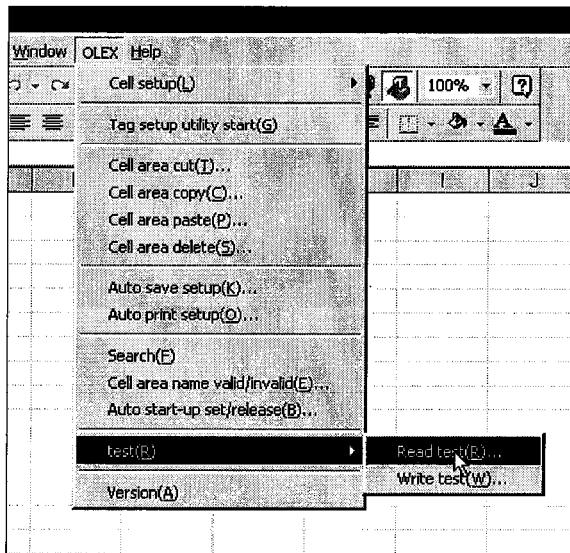 Window OLEX Help
Cell setup(L)
100%
Tag setup utility start(G)
Cell area cut(T)...
Cell area copy(C)...
Cell area paste(P)...
Cell area delete(S)...
I J
Auto save setup(K)...
Auto print setup(O)...
Search(F)
Cell area name valid/invalid(E)...
Auto start-up set/release(B)...
test(R)
Read test(R)...
Write test(W)...
Version(A)